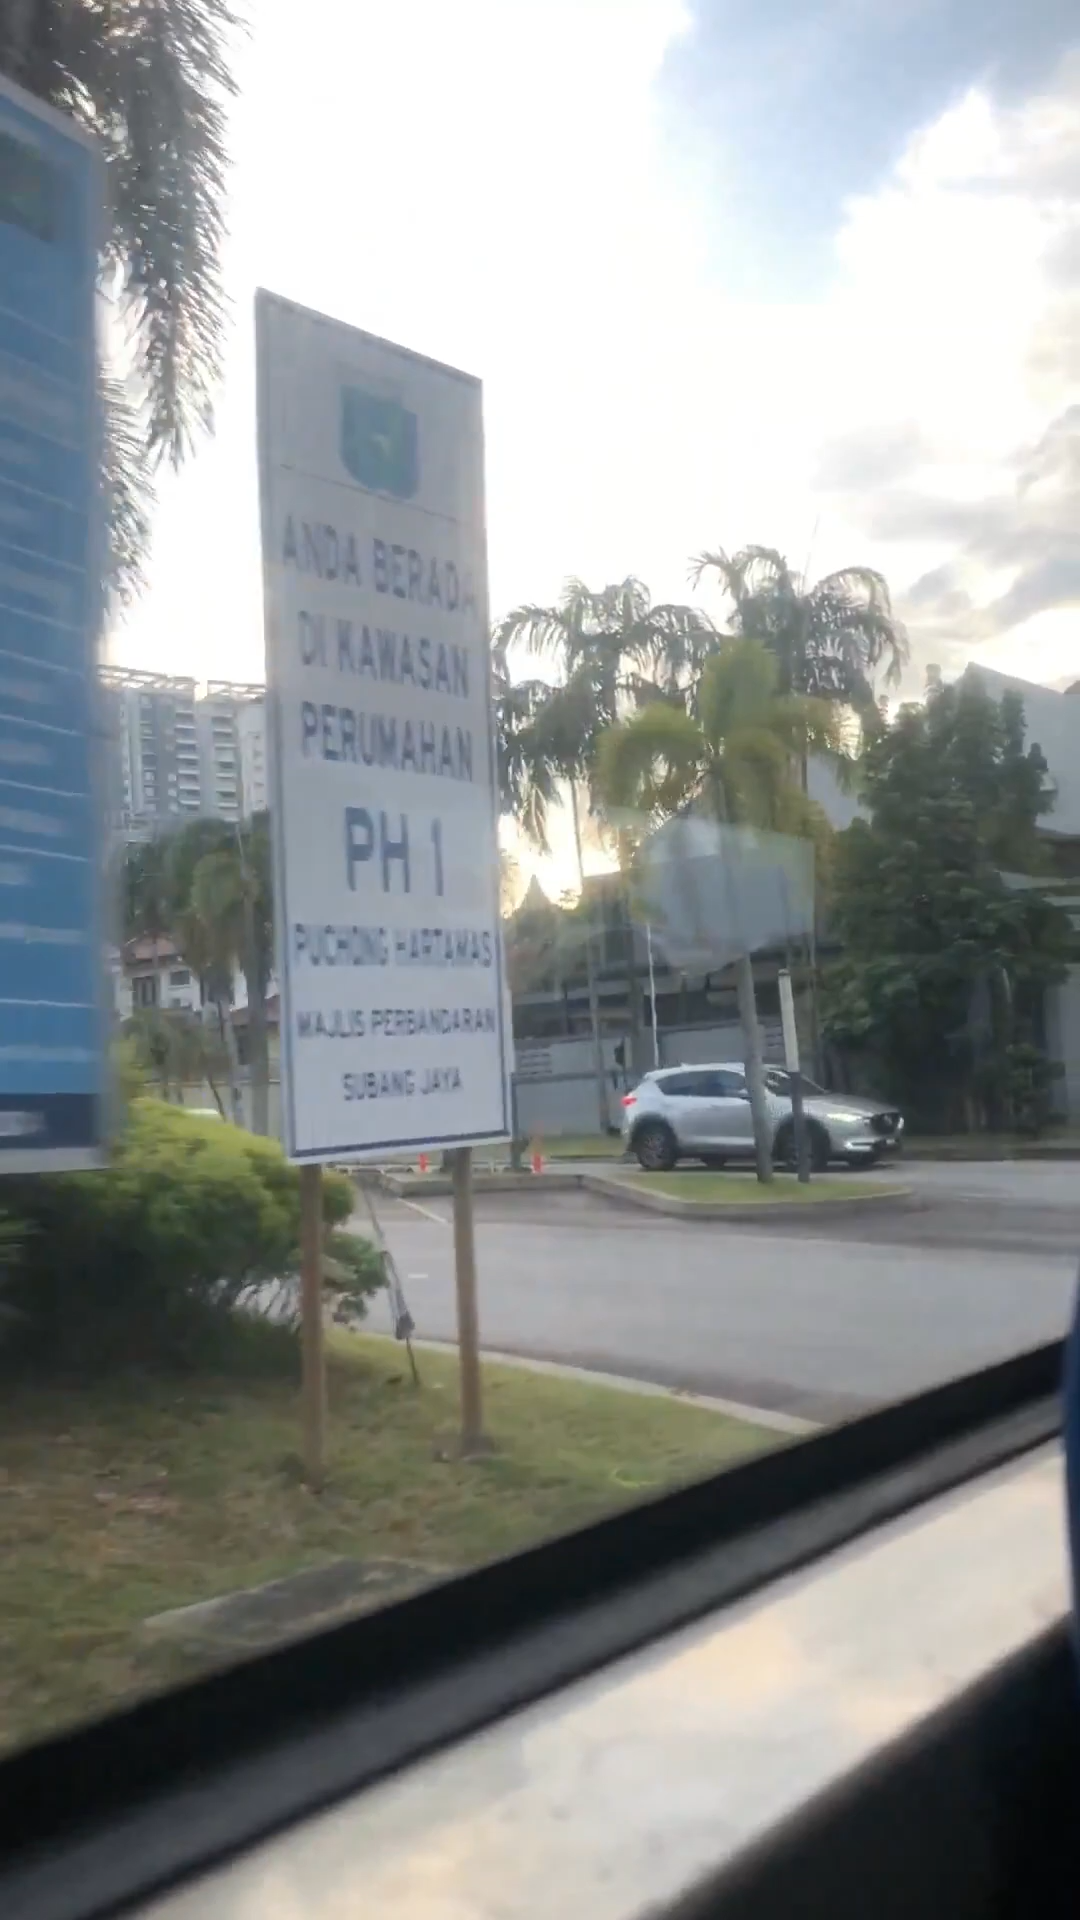 ANDA BERADA
DI KAWASAN
PERUMAHAN
PH 1
PUCHONG HARTAMAS
MAJLIS PERBANDARAN
SUBANG JAYA